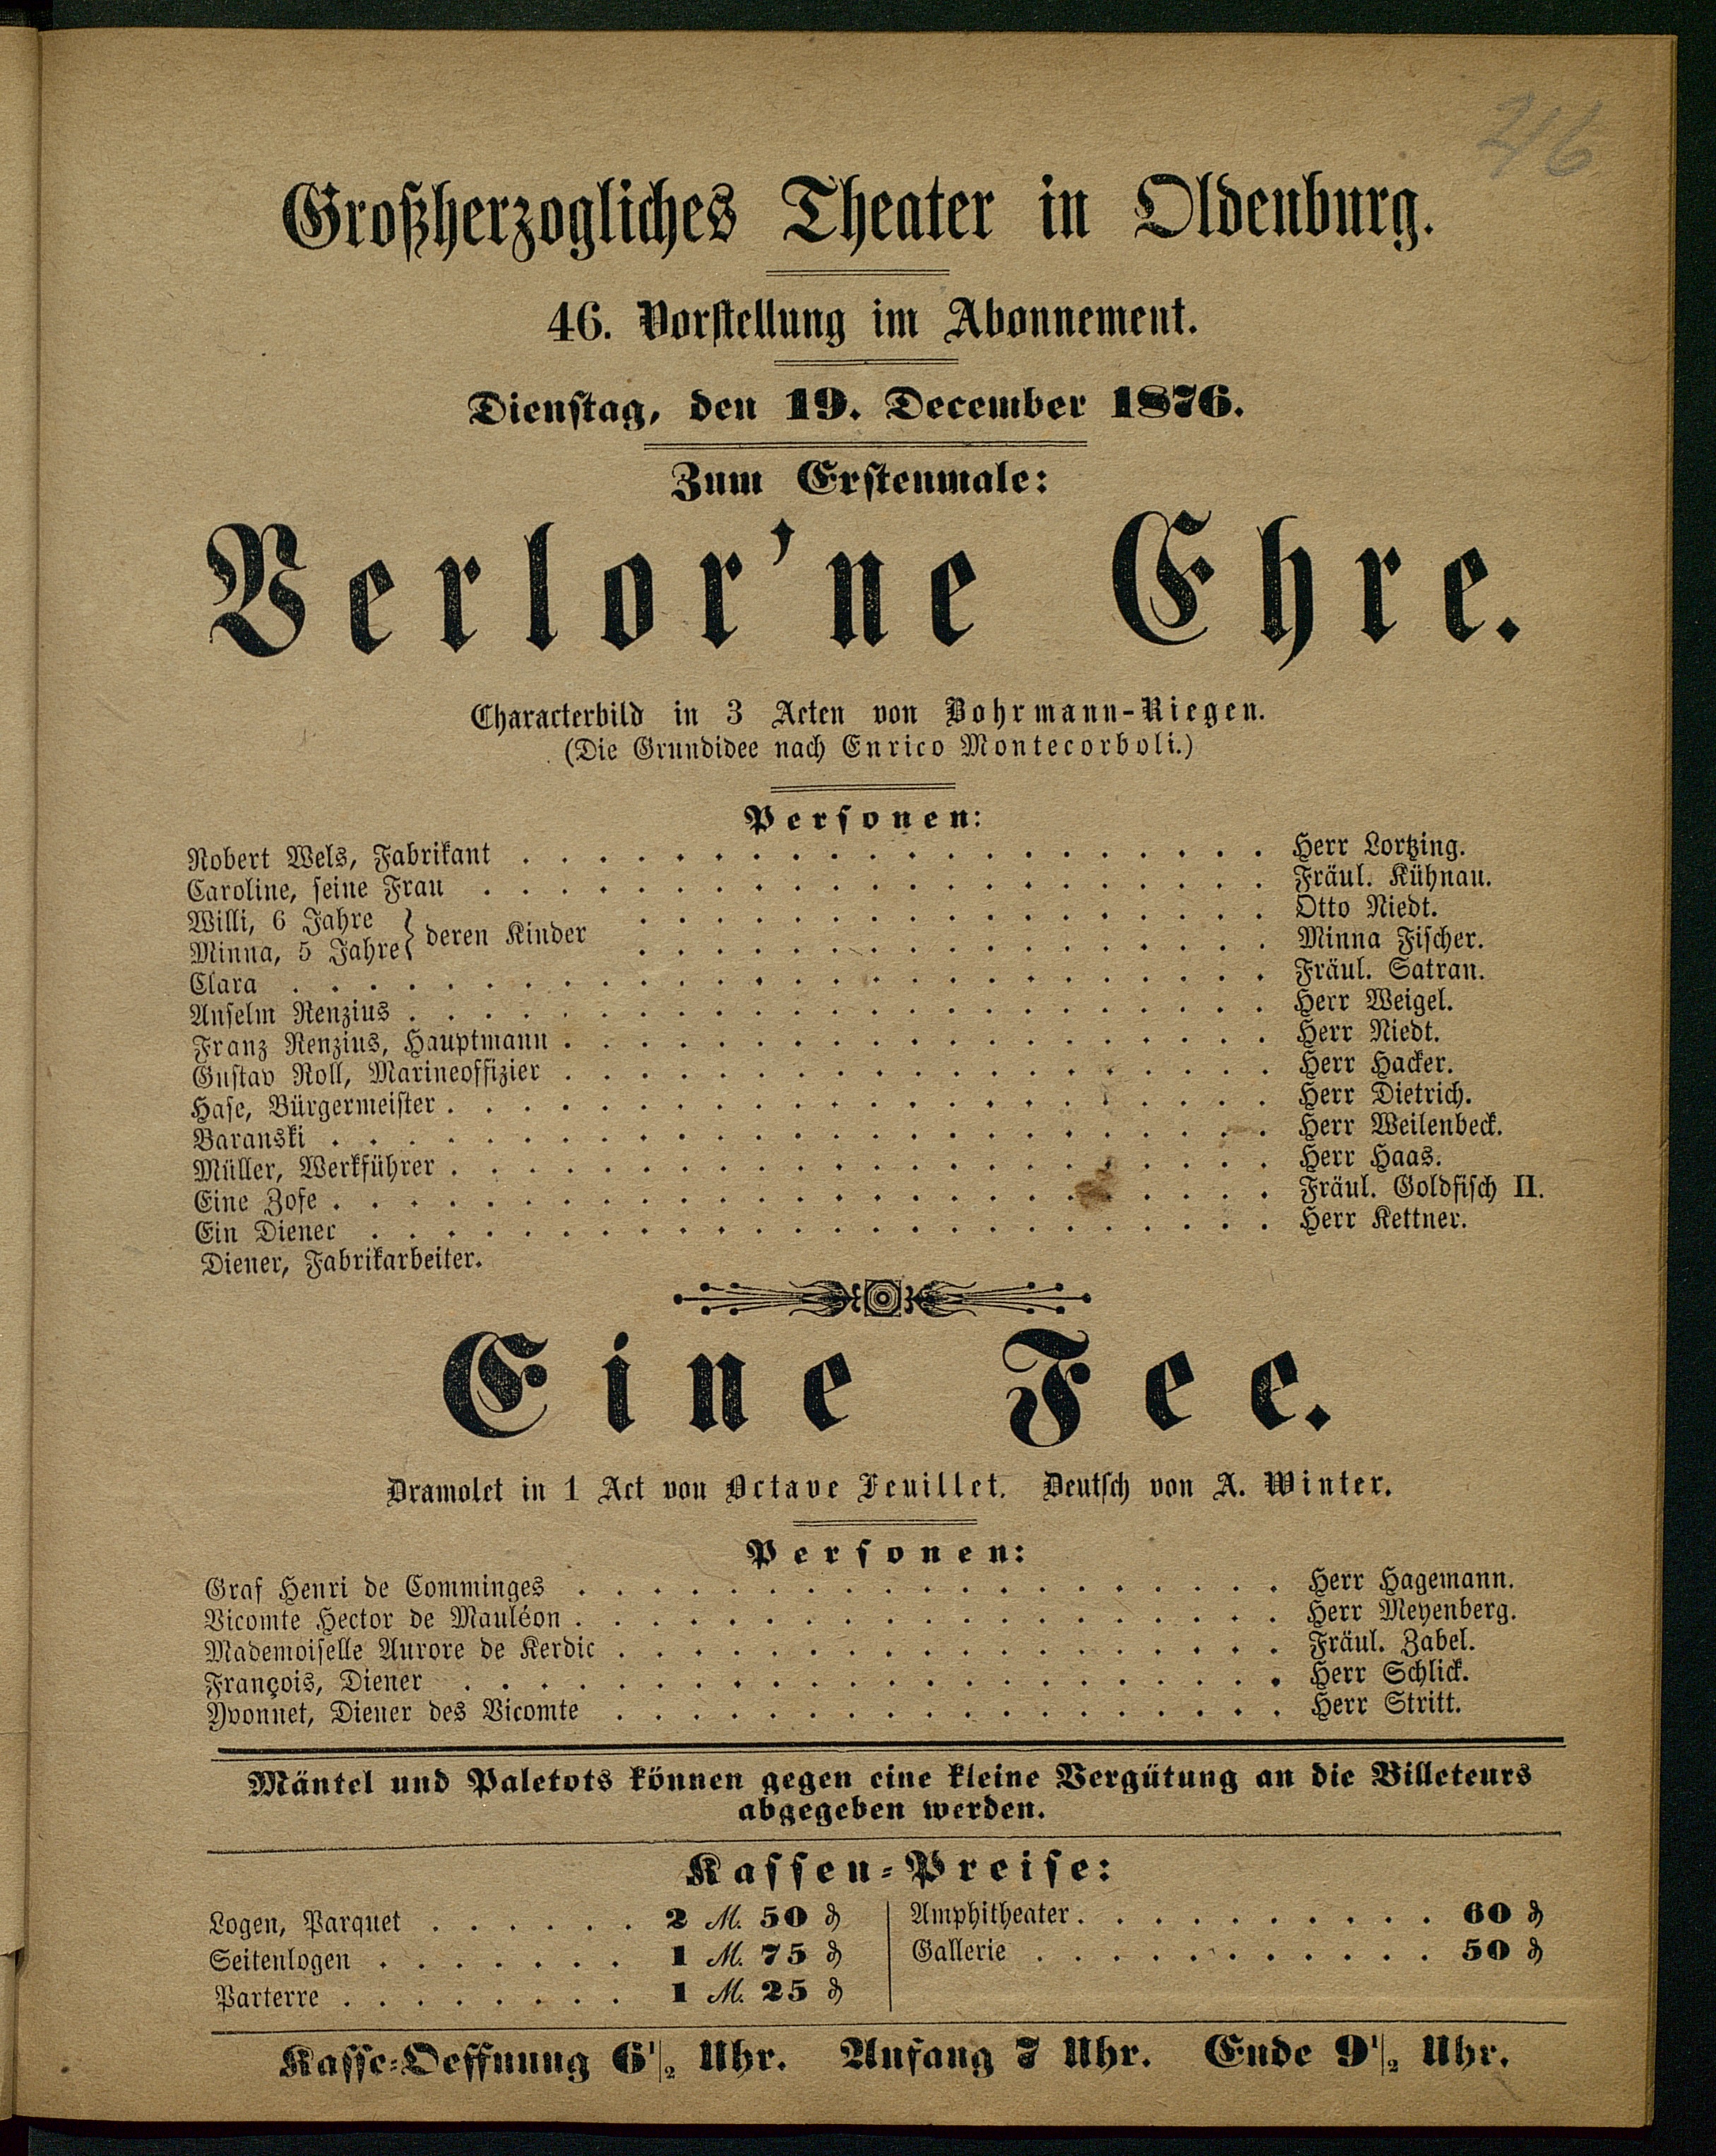 246
Großherzogliches Theater in Oldenburg.
46. Vorstellung im Abonnement.
Dienstag, den 19. December 1876.
Zum Erstenmale:
Verlor'ne Ehre.
Characterbild in 3 Acten von Bohrmann-Riegen.
(Die Grundidee nach Enrico Montecorboli.)
Personen:
Robert Wels, Fabrikant . . . . . Herr Lortzing.
Caroline, seine Frau . . . . . Fräul. Kühnau.
Willi, 6 Jahre } deren Kinder . . . . . Otto Niedt.
Minna, 5 Jahre } . . . . . Minna Fischer.
Clara . . . . . Fräul. Satran.
Anselm Renzius . . . . . Herr Weigel.
Franz Renzius, Hauptmann . . . . . Herr Niedt.
Gustav Roll, Marineoffizier . . . . . Herr Hacker.
Hase, Bürgermeister . . . . . Herr Dietrich.
Baranski . . . . . Herr Weilenbeck.
Müller, Werkführer . . . . . Herr Haas.
Eine Zofe . . . . . Fräul. Goldfisch II.
Ein Diener . . . . . Herr Kettner.
Diener, Fabrikarbeiter.
Eine Fee.
Dramolet in 1 Act von Octave Feuillet. Deutsch von A. Winter.
Personen:
Graf Henri de Comminges . . . . . Herr Hagemann.
Vicomte Hector de Mauléon . . . . . Herr Meyenberg.
Mademoiselle Aurore de Kerdic . . . . . Fräul. Zabel.
François, Diener . . . . . Herr Schlick.
Yvonnet, Diener des Vicomte . . . . . Herr Stritt.
Mäntel und Paletots können gegen eine kleine Vergütung an die Billeteurs
abgegeben werden.
Kassen-Preise:
Logen, Parquet . . . . . 2 M. 50 ₰
Seitenlogen . . . . . 1 M. 75 ₰
Parterre . . . . . 1 M. 25 ₰
Amphitheater . . . . . 60 ₰
Gallerie . . . . . 50 ₰
Kasse-Oeffnung 6 1/2 Uhr. Anfang 7 Uhr. Ende 9 1/2 Uhr.